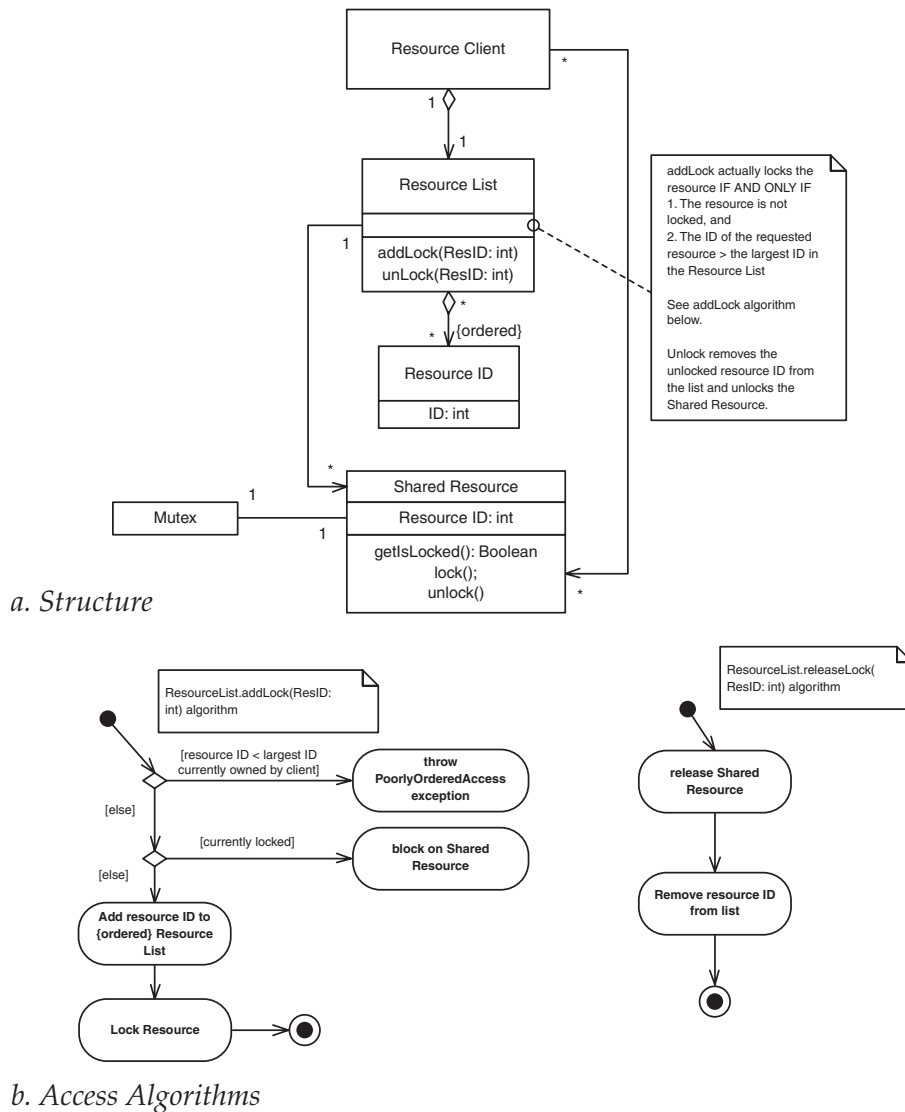 Resource Client
*
1
1
Resource List
1
addLock(ResID: int)
unLock(ResID: int)
*
* {ordered}
Resource ID
ID: int
addLock actually locks the
resource IF AND ONLY IF
1. The resource is not
locked, and
2. The ID of the requested
resource > the largest ID in
the Resource List
See addLock algorithm
below.
Unlock removes the
unlocked resource ID from
the list and unlocks the
Shared Resource.
*
Shared Resource
1
Mutex
1
Resource ID: int
getIsLocked(): Boolean
lock();
unlock()
*
a. Structure
ResourceList.addLock(ResID:
int) algorithm
[resource ID < largest ID
currently owned by client]
throw
PoorlyOrderedAccess
exception
[else]
[currently locked]
block on Shared
Resource
[else]
Add resource ID to
{ordered} Resource
List
Lock Resource
ResourceList.releaseLock(
ResID: int) algorithm
release Shared
Resource
Remove resource ID
from list
b. Access Algorithms